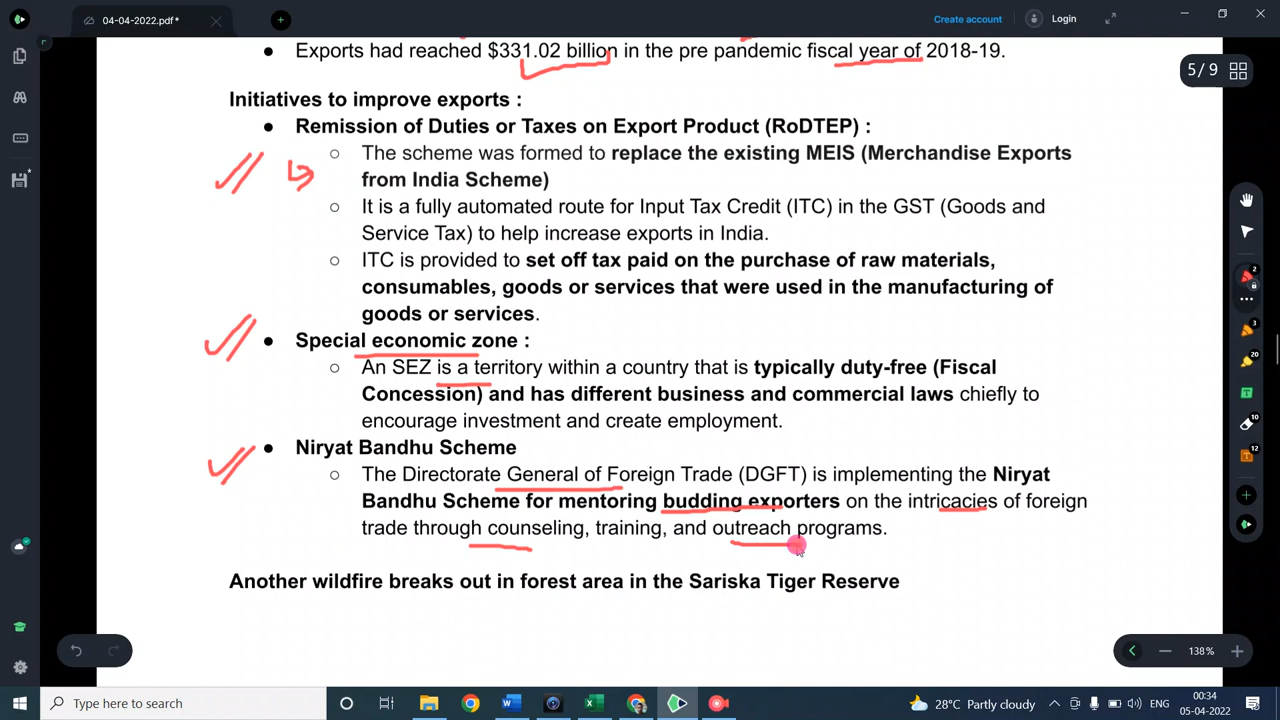 04-04-2022.pdf*
Create account
Login
Exports had reached $331.02 billion in the pre pandemic fiscal year of 2018-19.
5/9
Initiatives to improve exports :
Remission of Duties or Taxes on Export Product (RoDTEP) :
The scheme was formed to replace the existing MEIS (Merchandise Exports
from India Scheme)
It is a fully automated route for Input Tax Credit (ITC) in the GST (Goods and
Service Tax) to help increase exports in India.
ITC is provided to set off tax paid on the purchase of raw materials,
consumables, goods or services that were used in the manufacturing of
goods or services.
Special economic zone :
An SEZ is a territory within a country that is typically duty-free (Fiscal
Concession) and has different business and commercial laws chiefly to
encourage investment and create employment.
Niryat Bandhu Scheme
The Directorate General of Foreign Trade (DGFT) is implementing the Niryat
Bandhu Scheme for mentoring budding exporters on the intricacies of foreign
trade through counseling, training, and outreach programs.
Another wildfire breaks out in forest area in the Sariska Tiger Reserve
2
3
20
10
12
138%
Type here to search
28°C Partly cloudy
ENG
00:34
05-04-2022